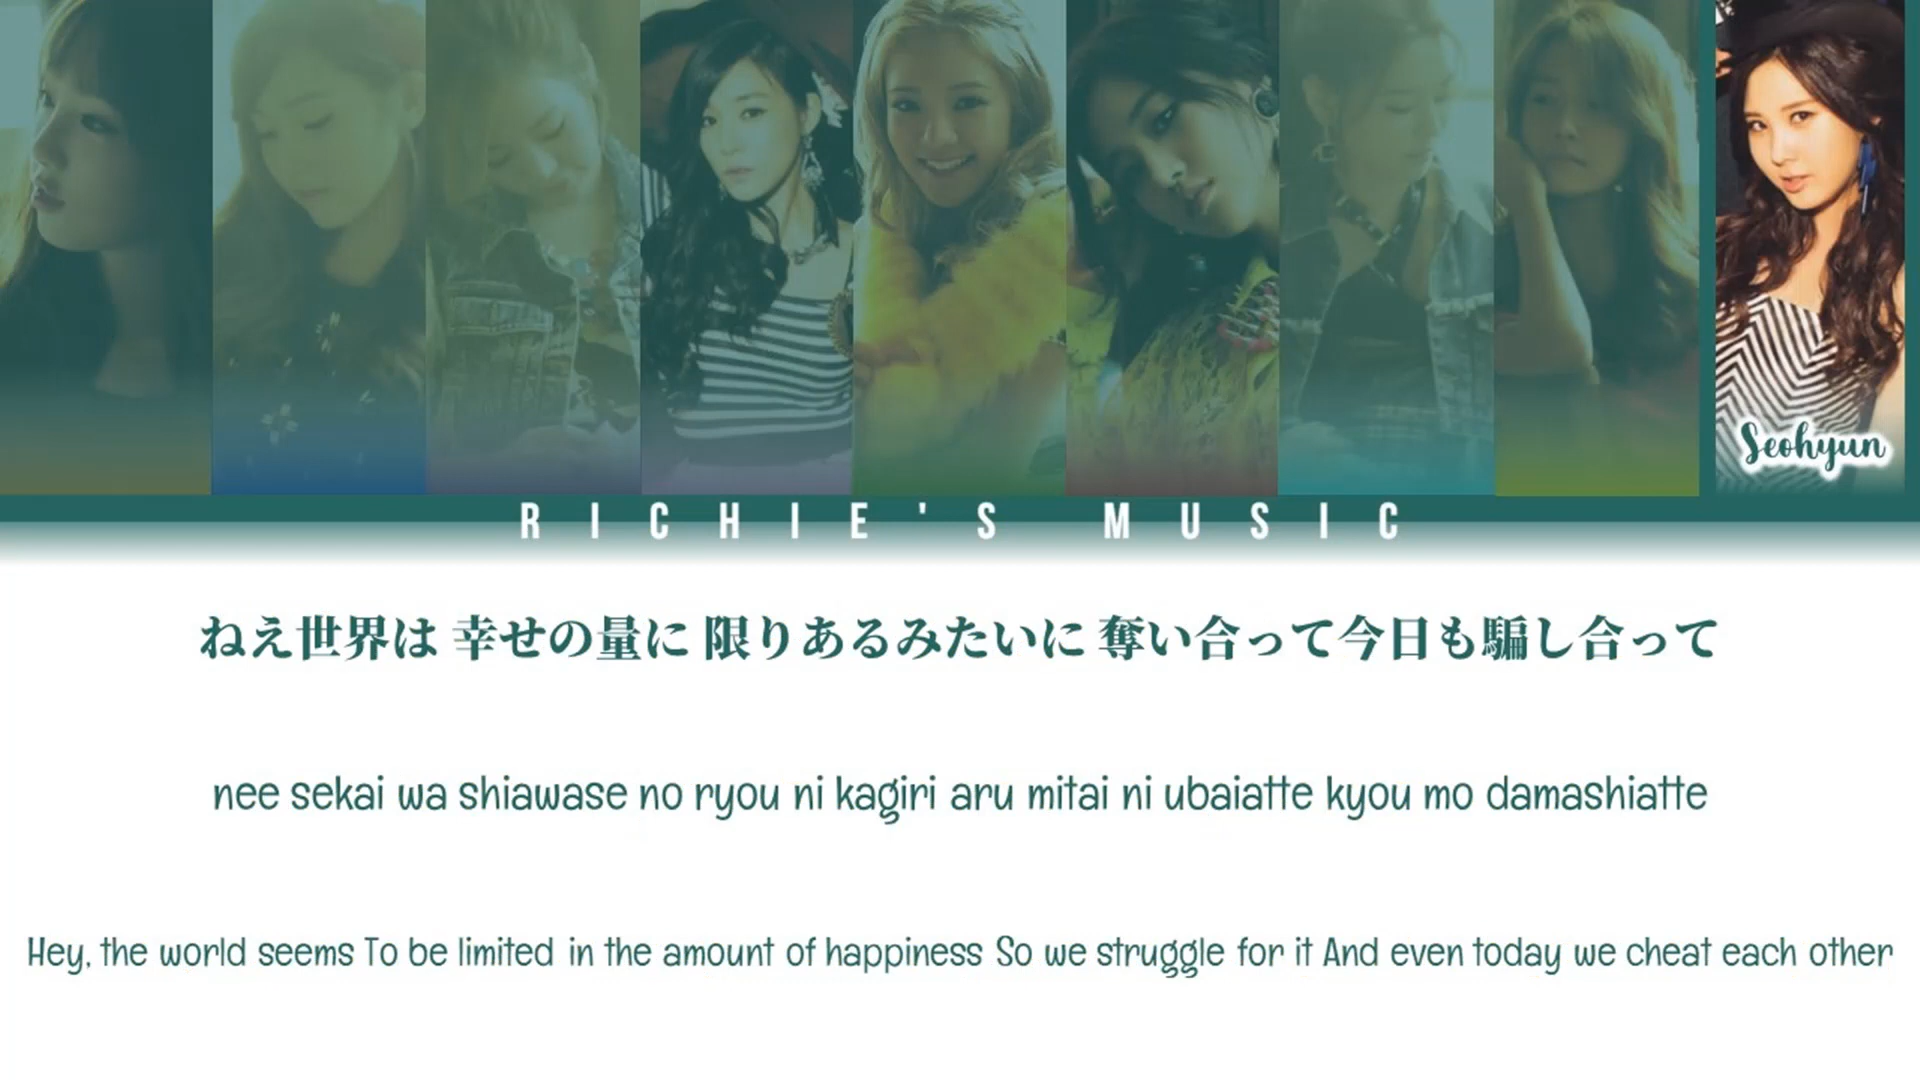 Seohyun
RICHIE'S MUSIC
ねえ世界は 幸せの量に 限りあるみたいに 奪い合って今日も騙し合って
nee sekai wa shiawase no ryou ni kagiri aru mitai ni ubaiatte kyou mo damashiatte
Hey, the world seems To be limited in the amount of happiness So we struggle for it And even today we cheat each other